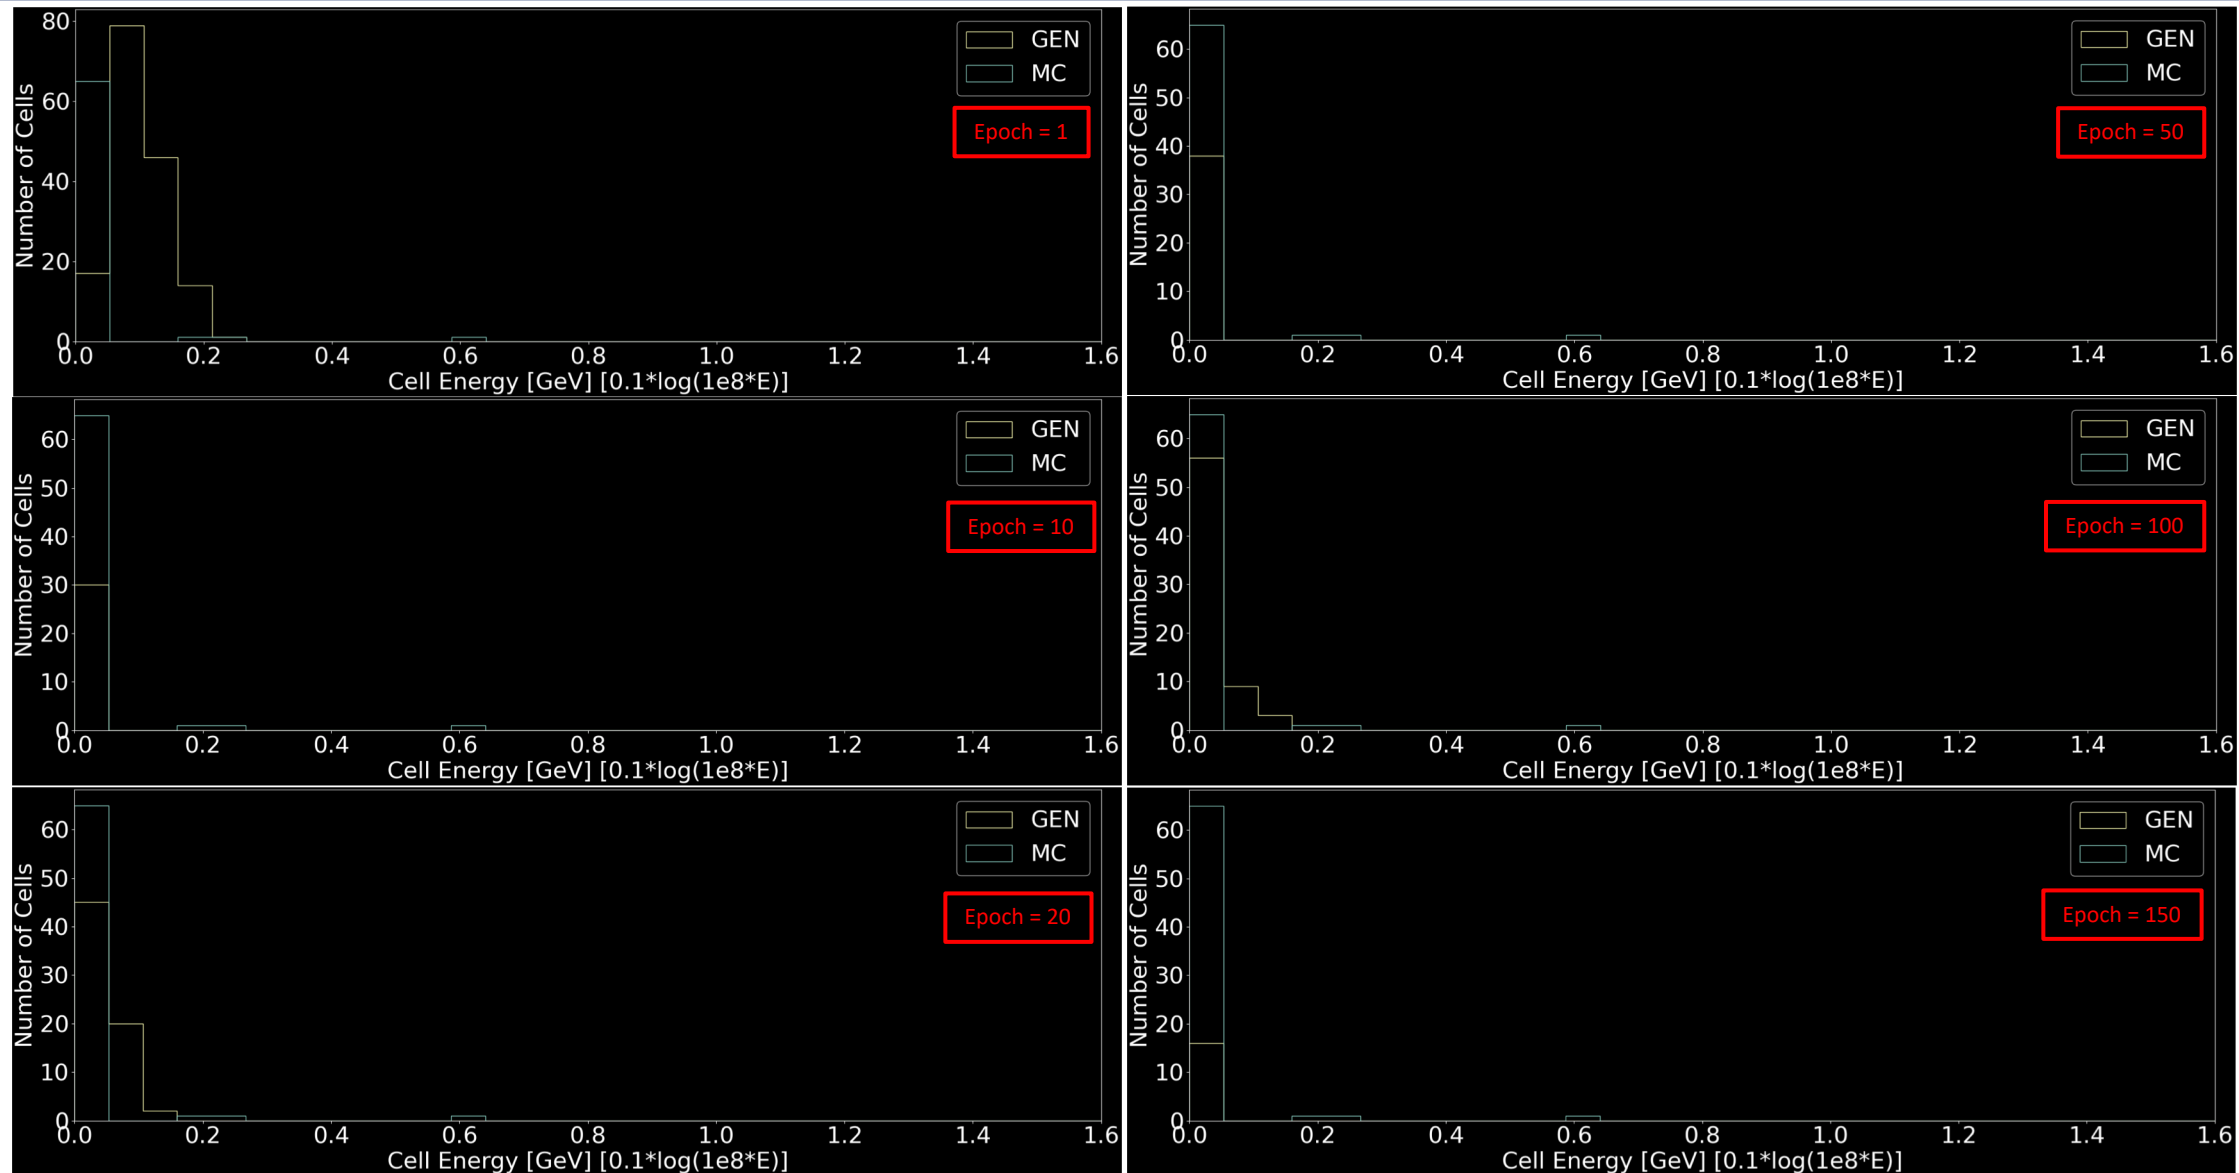 80
60
40
20
0
Number of Cells
GEN
MC
Epoch = 1
0.0 0.2 0.4 0.6 0.8 1.0 1.2 1.4 1.6
Cell Energy [GeV] [0.1*log(1e8*E)]
60
50
40
30
20
10
0
Number of Cells
GEN
MC
Epoch = 50
0.0 0.2 0.4 0.6 0.8 1.0 1.2 1.4 1.6
Cell Energy [GeV] [0.1*log(1e8*E)]
60
50
40
30
20
10
0
Number of Cells
GEN
MC
Epoch = 10
0.0 0.2 0.4 0.6 0.8 1.0 1.2 1.4 1.6
Cell Energy [GeV] [0.1*log(1e8*E)]
60
50
40
30
20
10
0
Number of Cells
GEN
MC
Epoch = 100
0.0 0.2 0.4 0.6 0.8 1.0 1.2 1.4 1.6
Cell Energy [GeV] [0.1*log(1e8*E)]
60
50
40
30
20
10
0
Number of Cells
GEN
MC
Epoch = 20
0.0 0.2 0.4 0.6 0.8 1.0 1.2 1.4 1.6
Cell Energy [GeV] [0.1*log(1e8*E)]
60
50
40
30
20
10
0
Number of Cells
GEN
MC
Epoch = 150
0.0 0.2 0.4 0.6 0.8 1.0 1.2 1.4 1.6
Cell Energy [GeV] [0.1*log(1e8*E)]